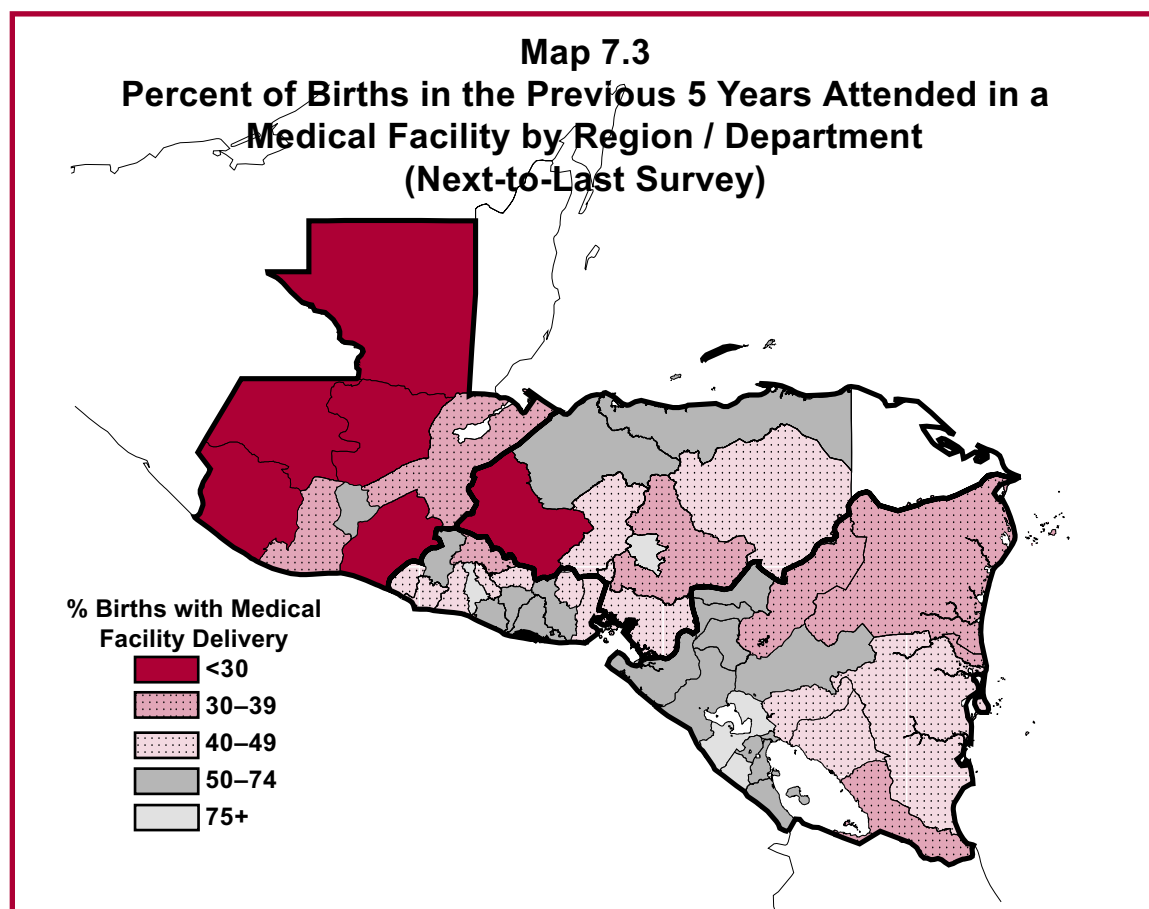 Map 7.3
Percent of Births in the Previous 5 Years Attended in a
Medical Facility by Region / Department
(Next-to-Last Survey)
% Births with Medical
Facility Delivery
<30
30–39
40–49
50–74
75+